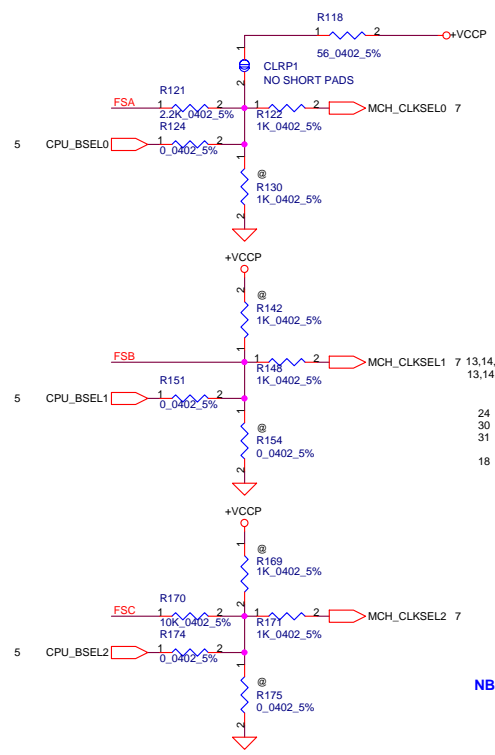 R118
1 2 +VCCP
56_0402_5%
1
CLRP1
2 NO SHORT PADS
R121
FSA 1 2 R122 1 2 MCH_CLKSEL0 7
2.2K_0402_5% 1K_0402_5%
R124
5 CPU_BSEL0 1 2
0_0402_5%
1 @
R130
2 1K_0402_5%
+VCCP
2 @
R142
1 1K_0402_5%
FSB R148 1 2 MCH_CLKSEL1 7 13,14,
1K_0402_5% 13,14
R151
5 CPU_BSEL1 1 2
0_0402_5%
24
30
31
1 @
R154
2 0_0402_5%
18
+VCCP
1 @
R169
2 1K_0402_5%
R170
FSC 1 2 R171 1 2 MCH_CLKSEL2 7
10K_0402_5% 1K_0402_5%
R174
5 CPU_BSEL2 1 2
0_0402_5%
1 @
R175
2 0_0402_5%
NB